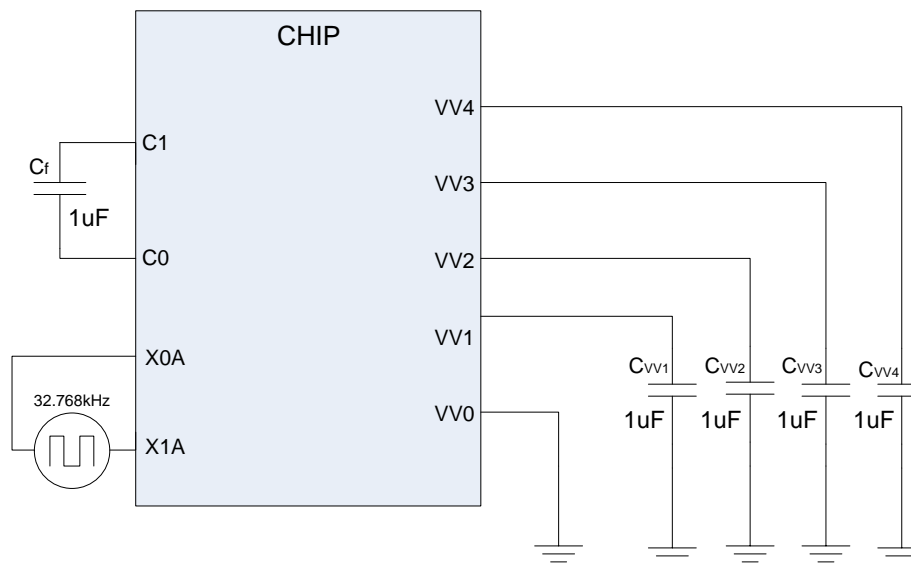 CHIP
VV4
C1
Cf
VV3
1uF
C0
VV2
VV1
X0A
CVV1
CVV2
CVV3
CVV4
32.768kHz
1uF
1uF
1uF
1uF
VV0
X1A